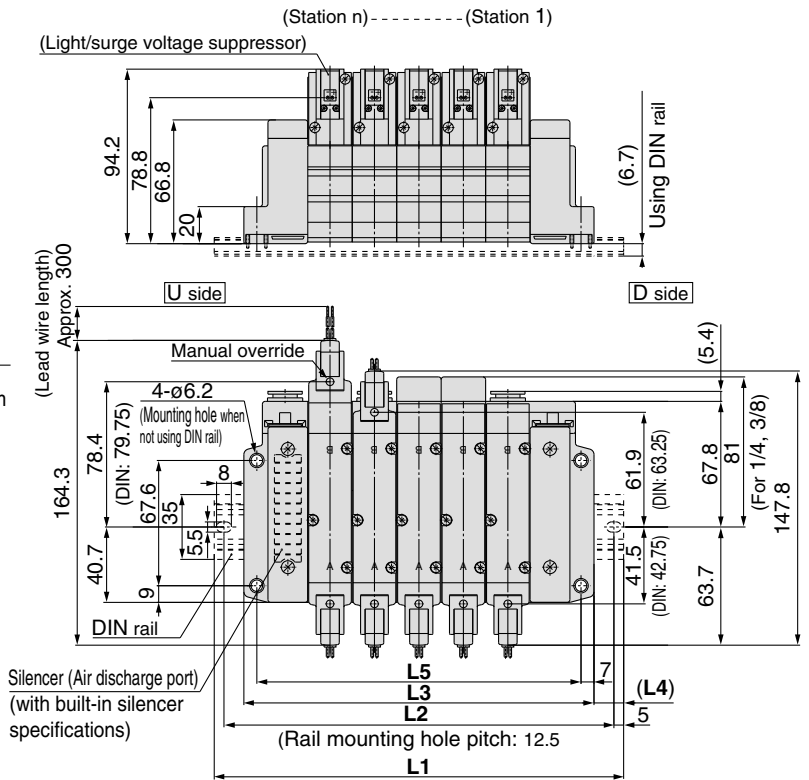 (Station n) - - - - - - - - - - (Station 1)
(Light/surge voltage suppressor)
94.2
78.8
66.8
20
(6.7)
Using DIN rail
U side
D side
(Lead wire length)
Approx. 300
Manual override
4-ø6.2
(Mounting hole when
not using DIN rail)
164.3
78.4
(DIN: 79.75)
67.6
40.7
8
35
5.5
9
(5.4)
61.9
(DIN: 63.25)
67.8
81
(For 1/4, 3/8)
147.8
41.5
(DIN: 42.75)
63.7
B
B
B
B
B
A
A
A
A
A
DIN rail
Silencer (Air discharge port)
(with built-in silencer
specifications)
L5
7
L3
(L4)
L2
5
(Rail mounting hole pitch: 12.5
L1